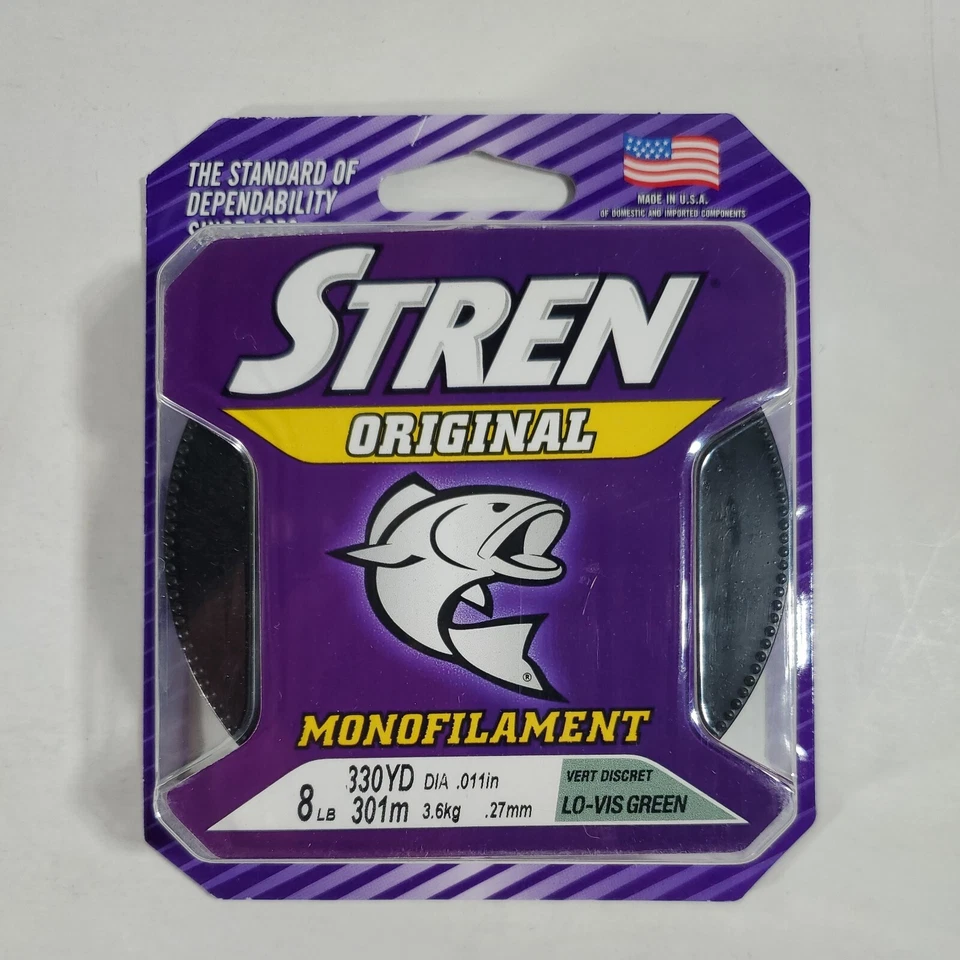 THE STANDARD OF
DEPENDABILITY
MADE IN U.S.A.
OF DOMESTIC AND IMPORTED COMPONENTS
STREN
ORIGINAL
®
MONOFILAMENT
8 LB 330YD DIA .011in
301m 3.6kg .27mm
VERT DISCRET
LO-VIS GREEN